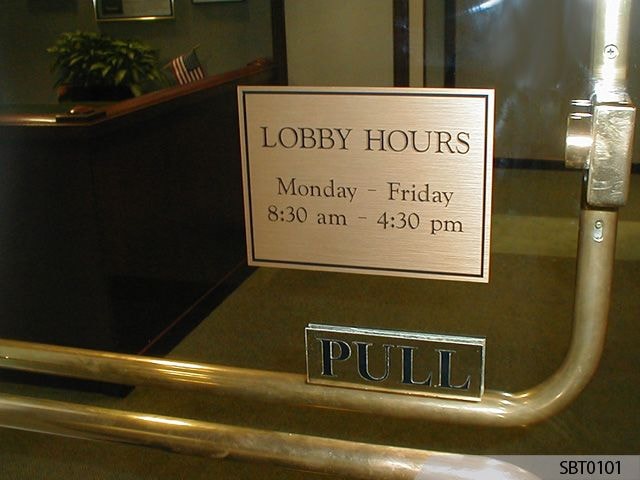 LOBBY HOURS
Monday - Friday
8:30 am - 4:30 pm
PULL
SBT0101